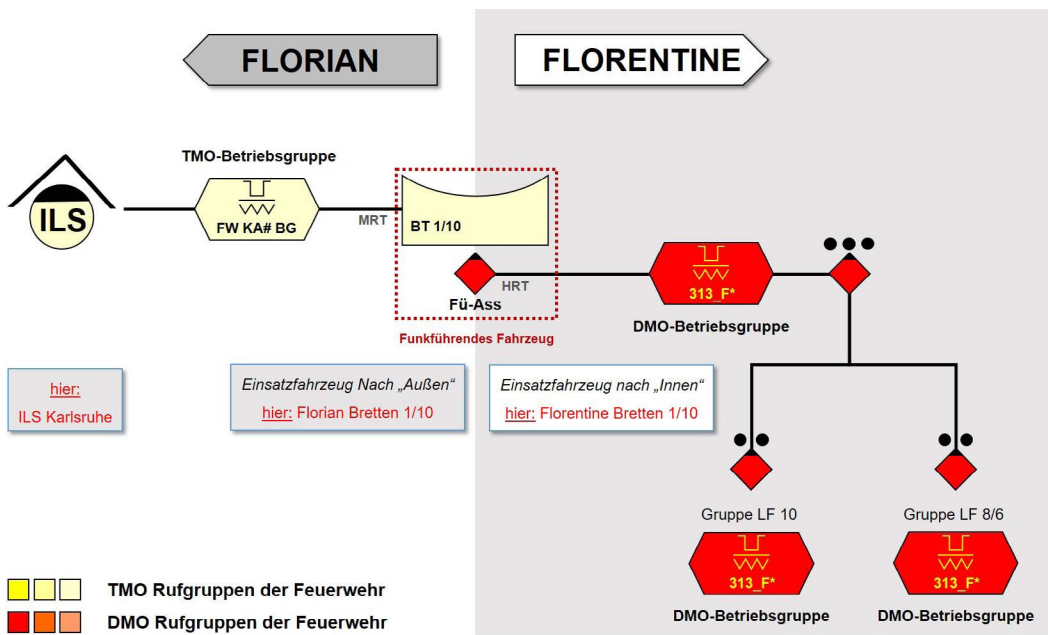 FLORIAN
FLORENTINE
TMO-Betriebsgruppe
ILS
FW KA# BG
MRT
BT 1/10
HRT
Fü-Ass
313_F*
DMO-Betriebsgruppe
Funkführendes Fahrzeug
hier:
ILS Karlsruhe
Einsatzfahrzeug Nach „Außen“
hier: Florian Bretten 1/10
Einsatzfahrzeug nach „Innen“
hier: Florentine Bretten 1/10
Gruppe LF 10
Gruppe LF 8/6
313_F*
313_F*
DMO-Betriebsgruppe
DMO-Betriebsgruppe
TMO Rufgruppen der Feuerwehr
DMO Rufgruppen der Feuerwehr